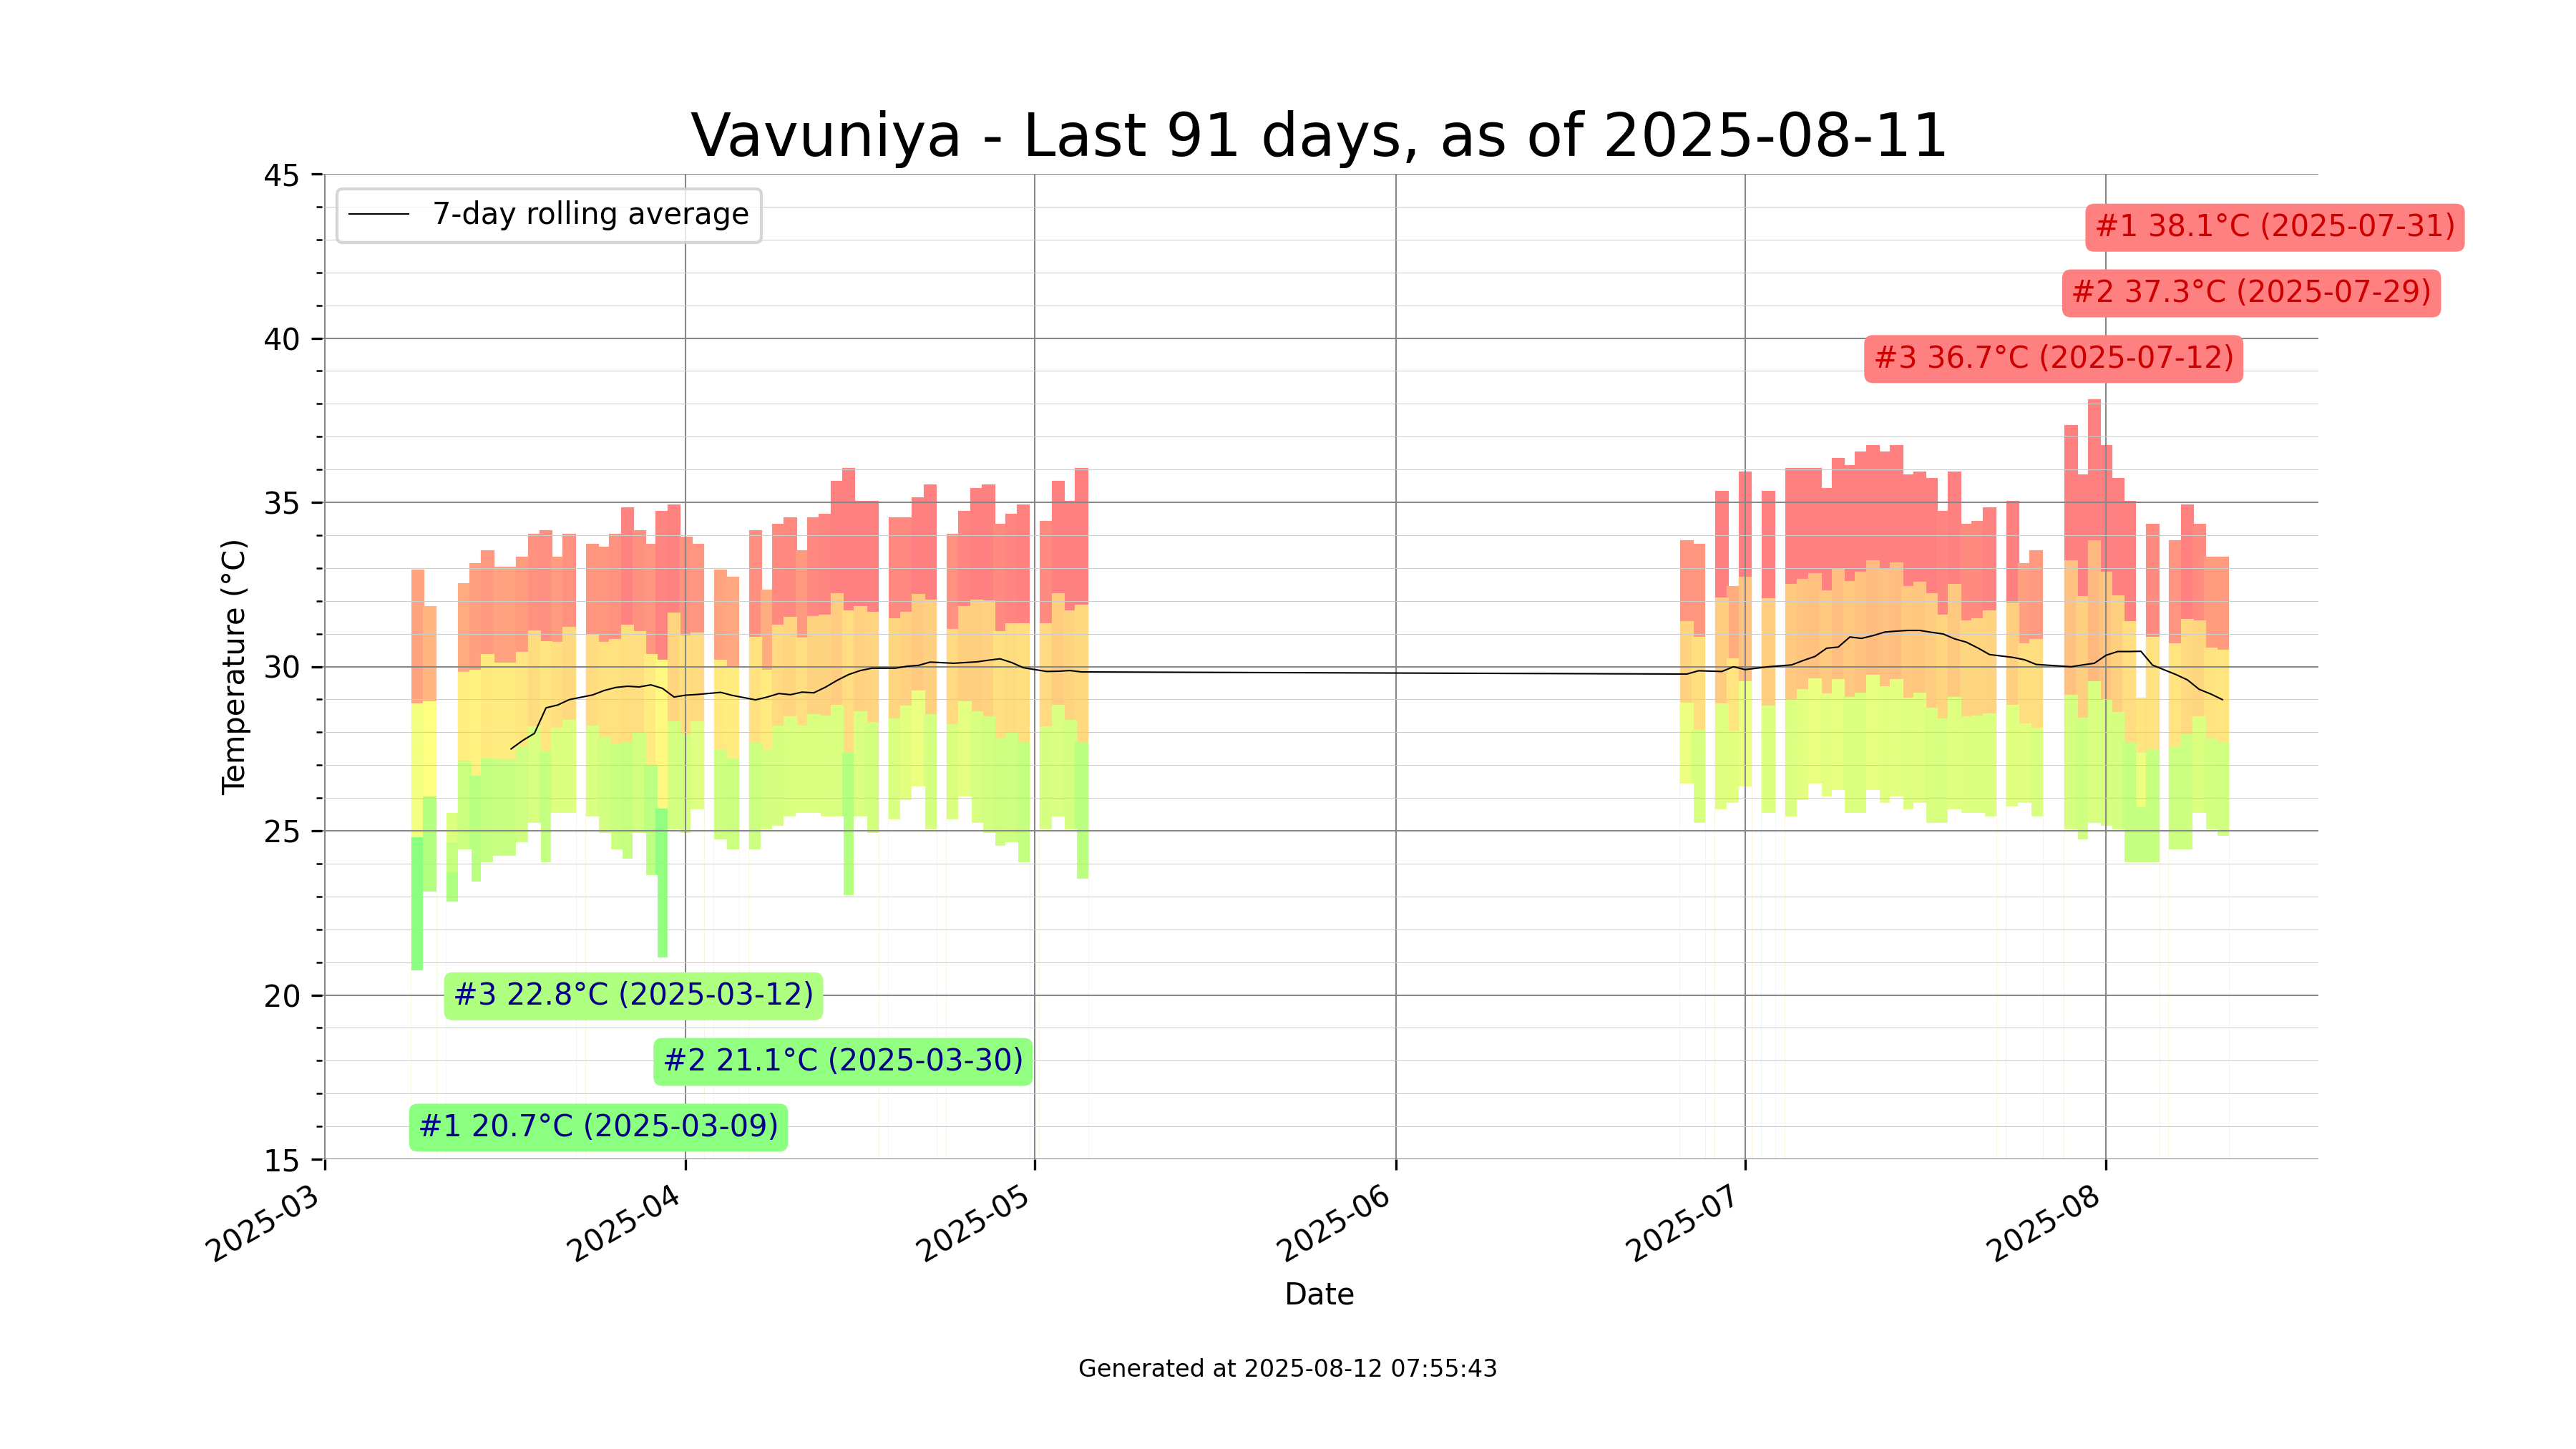 Vavuniya - Last 91 days, as of 2025-08-11
7-day rolling average
#1 38.1°C (2025-07-31)
#2 37.3°C (2025-07-29)
#3 36.7°C (2025-07-12)
45
40
35
30
25
20
15
Temperature (°C)
#3 22.8°C (2025-03-12)
#2 21.1°C (2025-03-30)
#1 20.7°C (2025-03-09)
2025-03
2025-04
2025-05
2025-06
2025-07
2025-08
Date
Generated at 2025-08-12 07:55:43